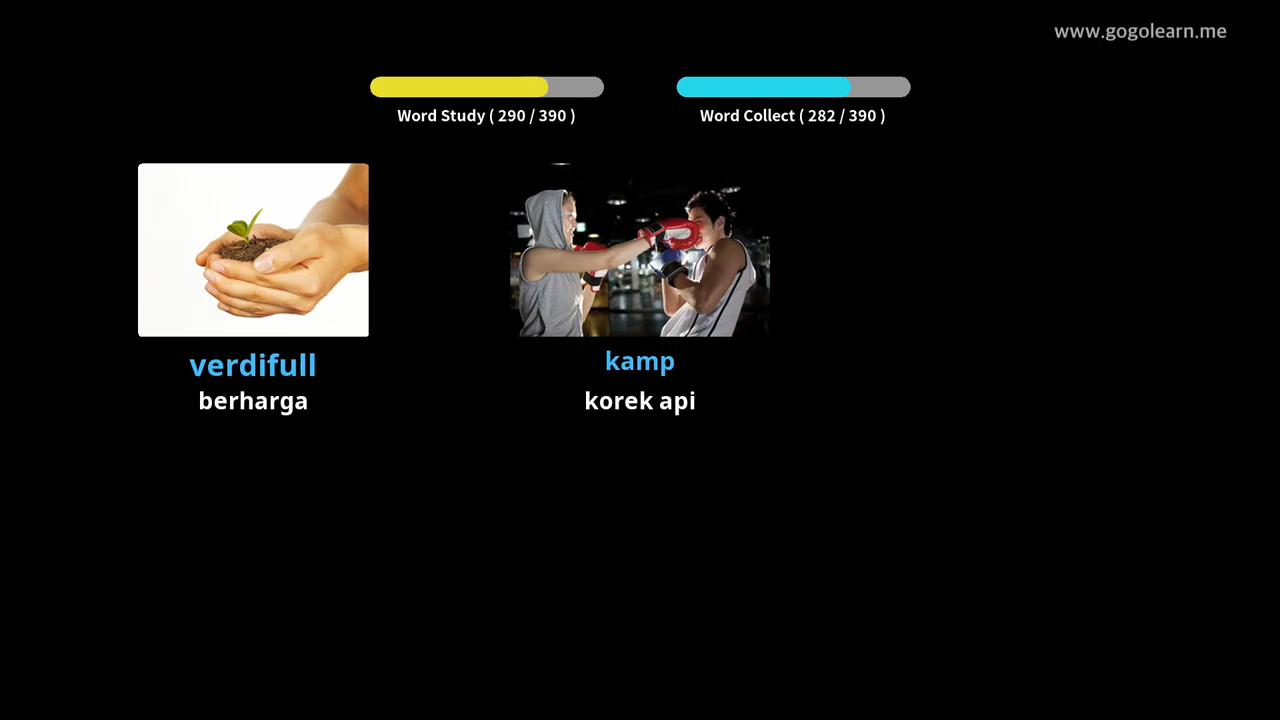 www.gogolearn.me
Word Study ( 290 / 390 )
Word Collect ( 282 / 390 )
verdifull
berharga
kamp
korek api